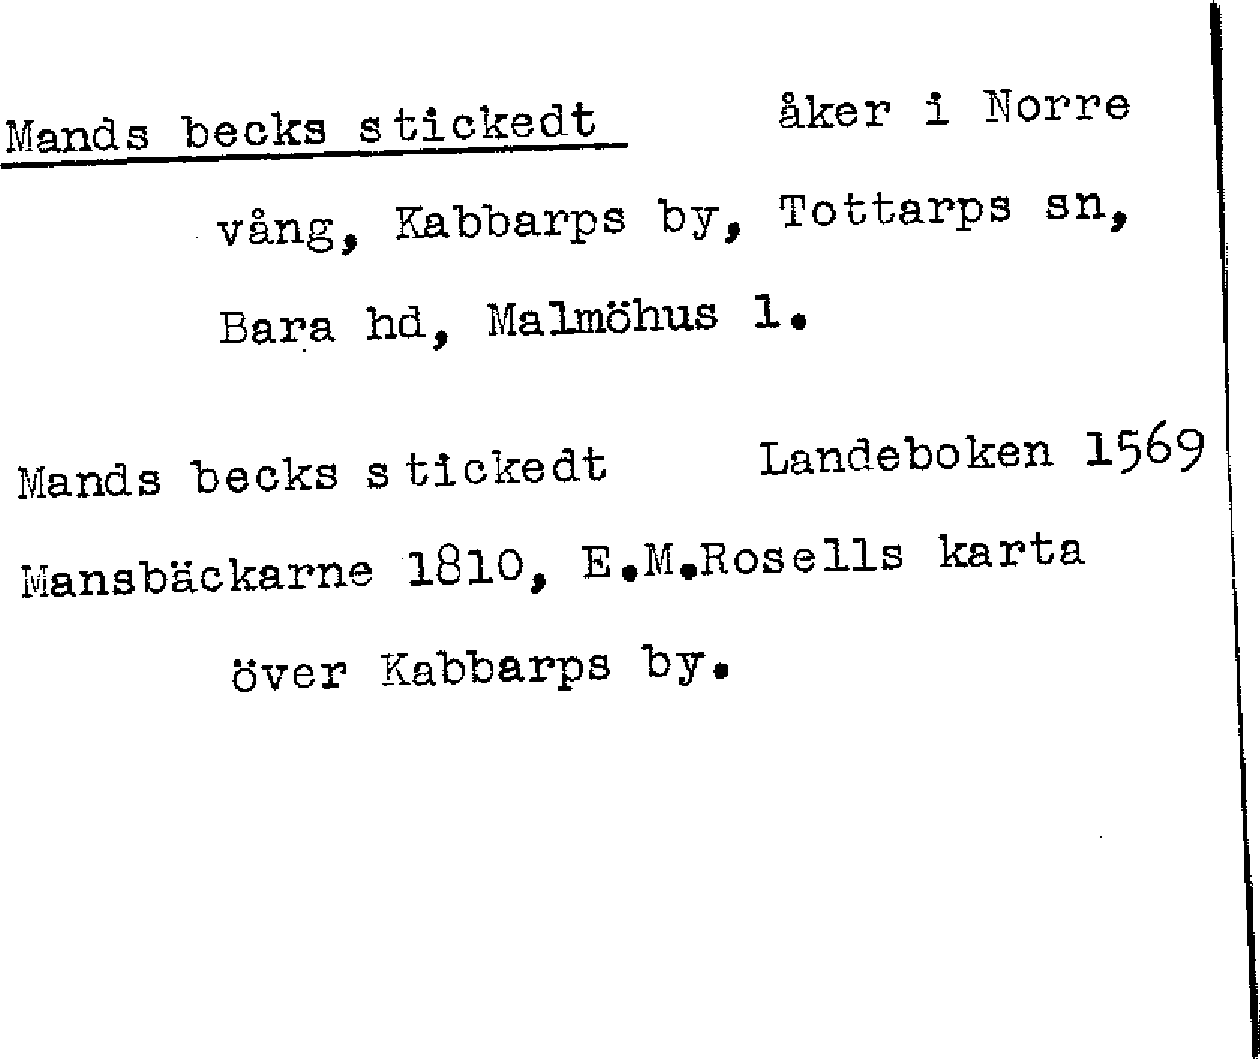 Mands becks stickedt åker i Norre
vång, Kabbarps by, Tottarps sn,
Bara hd, Malmöhus l.
Mands becks stickedt Landeboken 1569
Mansbäckarne 1810, E.M.Rosells karta
över Kabbarps by.